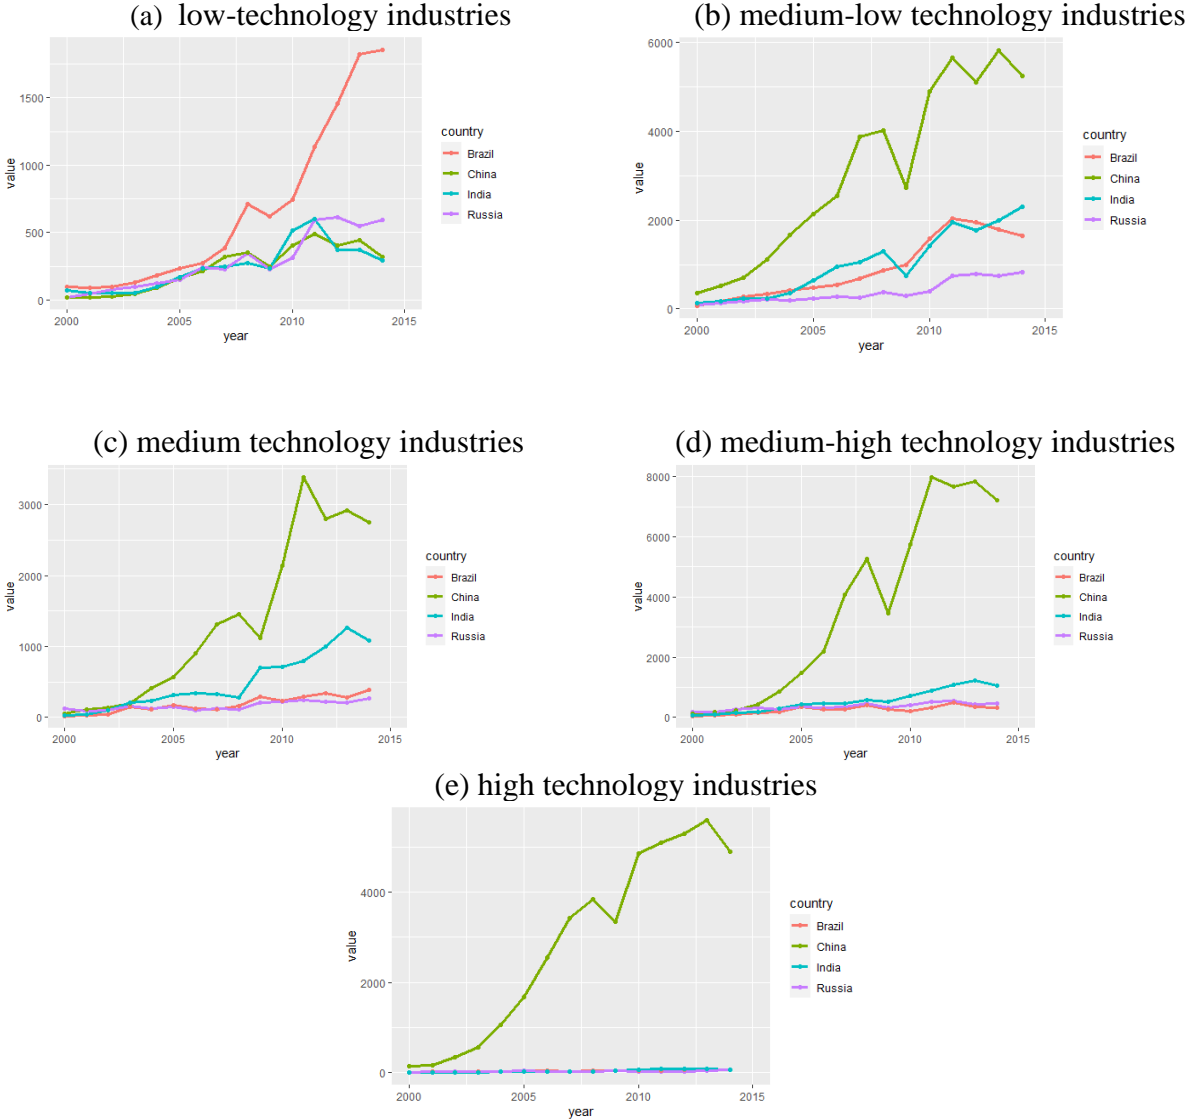 (a) low-technology industries
value
1500
1000
500
0
2000
2005
2010
2015
year
country
Brazil
China
India
Russia
(b) medium-low technology industries
value
6000
4000
2000
0
2000
2005
2010
2015
year
country
Brazil
China
India
Russia
(c) medium technology industries
value
3000
2000
1000
0
2000
2005
2010
2015
year
country
Brazil
China
India
Russia
(d) medium-high technology industries
value
8000
6000
4000
2000
0
2000
2005
2010
2015
year
country
Brazil
China
India
Russia
(e) high technology industries
value
4000
2000
0
2000
2005
2010
2015
year
country
Brazil
China
India
Russia